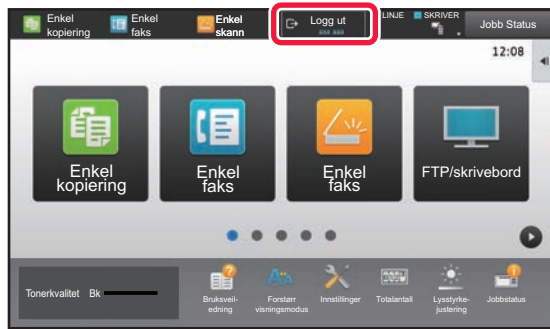 Enkel
kopiering
Enkel
faks
Enkel
skann
Logg ut
LINJE
SKRIVER
Jobb Status
12:08
Enkel
kopiering
Enkel
faks
Enkel
faks
FTP/skrivebord
Tonerkvalitet Bk
Bruksveil-
edning
Forstørr
visningsmodus
Innstillinger
Totalantall
Lysstyrke-
justering
Jobbstatus